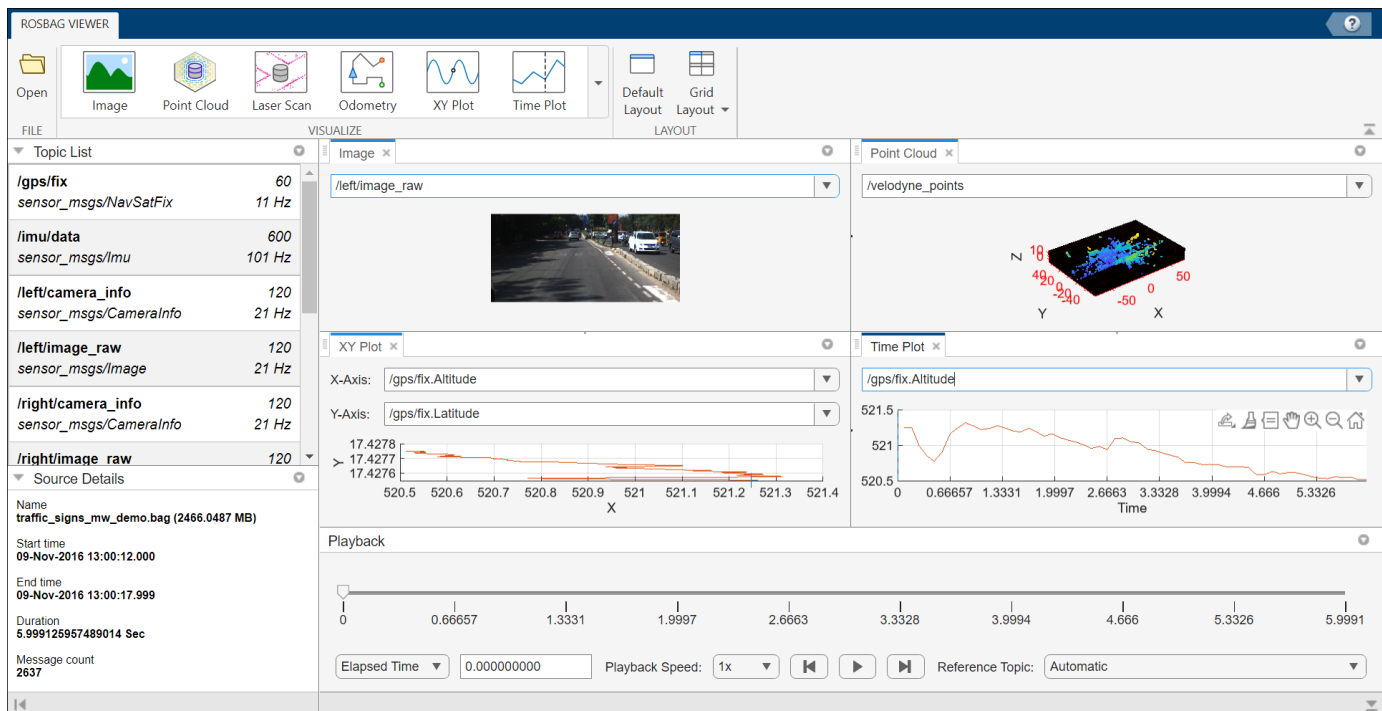 ROSBAG VIEWER
?
Open
Image
Point Cloud
Laser Scan
Odometry
XY Plot
Time Plot
Default Layout
Grid Layout
FILE
VISUALIZE
LAYOUT
Topic List
/gps/fix 60
sensor_msgs/NavSatFix 11 Hz
/imu/data 600
sensor_msgs/Imu 101 Hz
/left/camera_info 120
sensor_msgs/CameraInfo 21 Hz
/left/image_raw 120
sensor_msgs/Image 21 Hz
/right/camera_info 120
sensor_msgs/CameraInfo 21 Hz
/right/image_raw 120
Source Details
Name
traffic_signs_mw_demo.bag (2466.0487 MB)
Start time
09-Nov-2016 13:00:12.000
End time
09-Nov-2016 13:00:17.999
Duration
5.999125957489014 Sec
Message count
2637
Image
/left/image_raw
Point Cloud
/velodyne_points
Z
10
0
40
20
0
-20
-40
Y
-50
0
50
X
XY Plot
X-Axis: /gps/fix.Altitude
Y-Axis: /gps/fix.Latitude
17.4278
17.4277
17.4276
Y
520.5 520.6 520.7 520.8 520.9 521 521.1 521.2 521.3 521.4
X
Time Plot
/gps/fix.Altitude
521.5
521
520.5
0 0.66657 1.3331 1.9997 2.6663 3.3328 3.9994 4.666 5.3326
Time
Playback
0 0.66657 1.3331 1.9997 2.6663 3.3328 3.9994 4.666 5.3326 5.9991
Elapsed Time 0.000000000 Playback Speed: 1x Reference Topic: Automatic